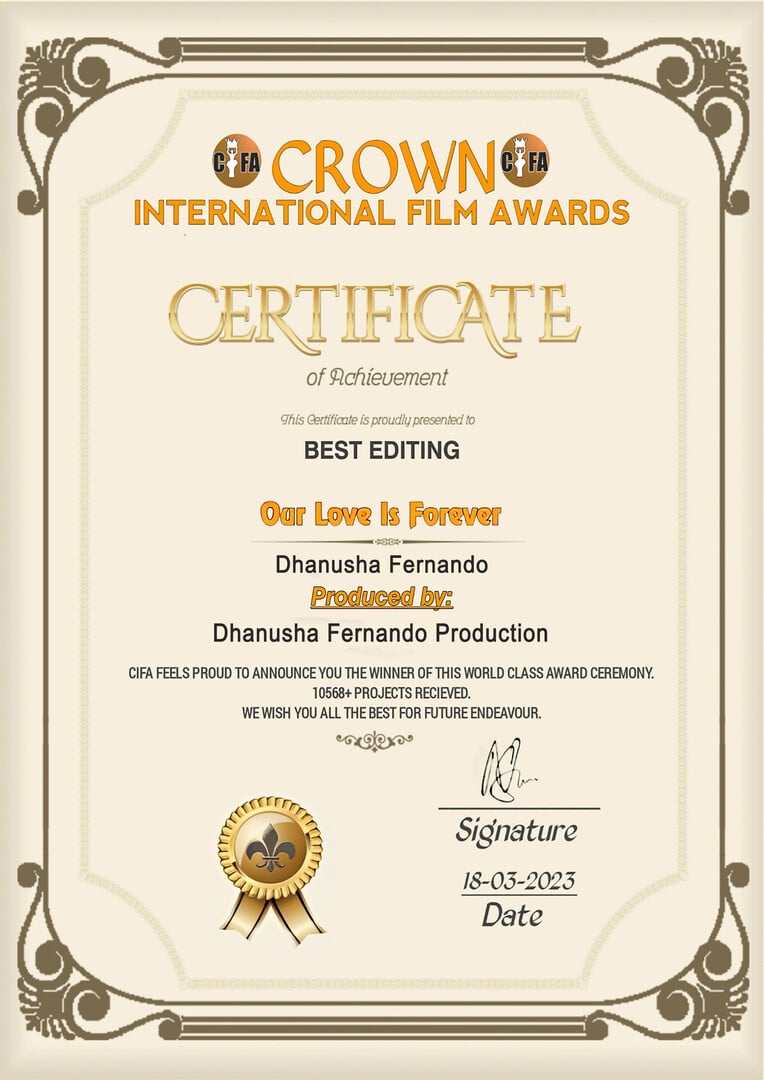 CIFA CROWN CIFA
INTERNATIONAL FILM AWARDS
CERTIFICATE
of Achievement
This Certificate is proudly presented to
BEST EDITING
Our Love Is Forever
Dhanusha Fernando
Produced by:
Dhanusha Fernando Production
CIFA FEELS PROUD TO ANNOUNCE YOU THE WINNER OF THIS WORLD CLASS AWARD CEREMONY.
10568+ PROJECTS RECIEVED.
WE WISH YOU ALL THE BEST FOR FUTURE ENDEAVOUR.
Signature
18-03-2023
Date